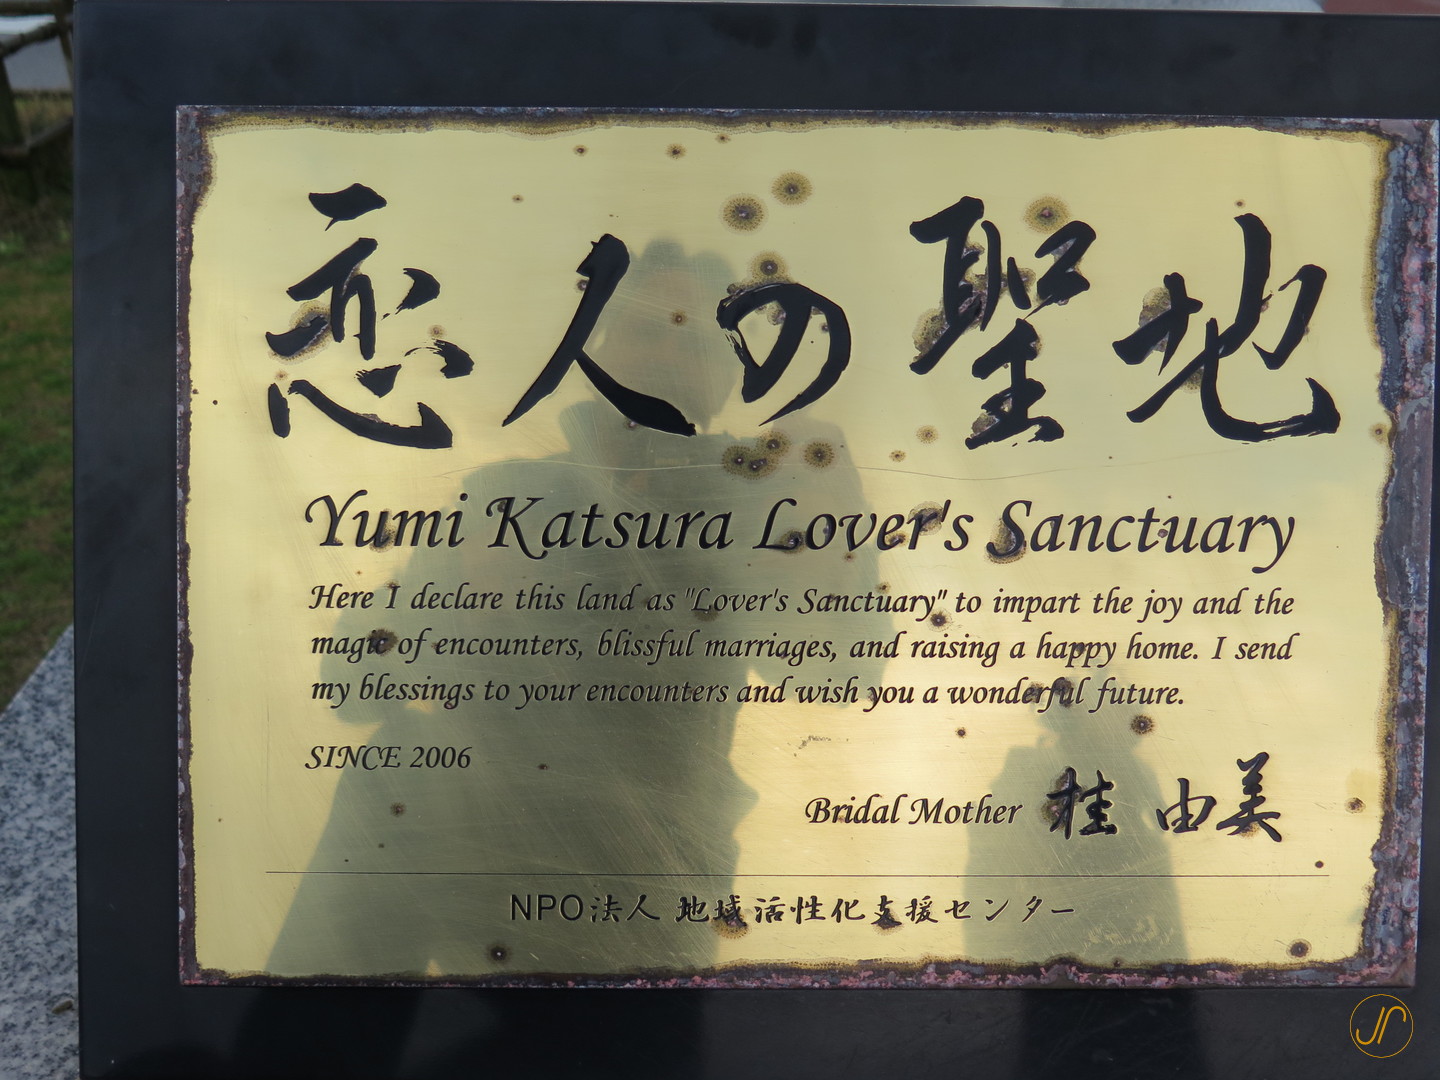 恋人の聖地
Yumi Katsura Lover's Sanctuary
Here I declare this land as "Lover's Sanctuary" to impart the joy and the
magic of encounters, blissful marriages, and raising a happy home. I send
my blessings to your encounters and wish you a wonderful future.
SINCE 2006
Bridal Mother 桂 由美
NPO法人 地域活性化支援センター